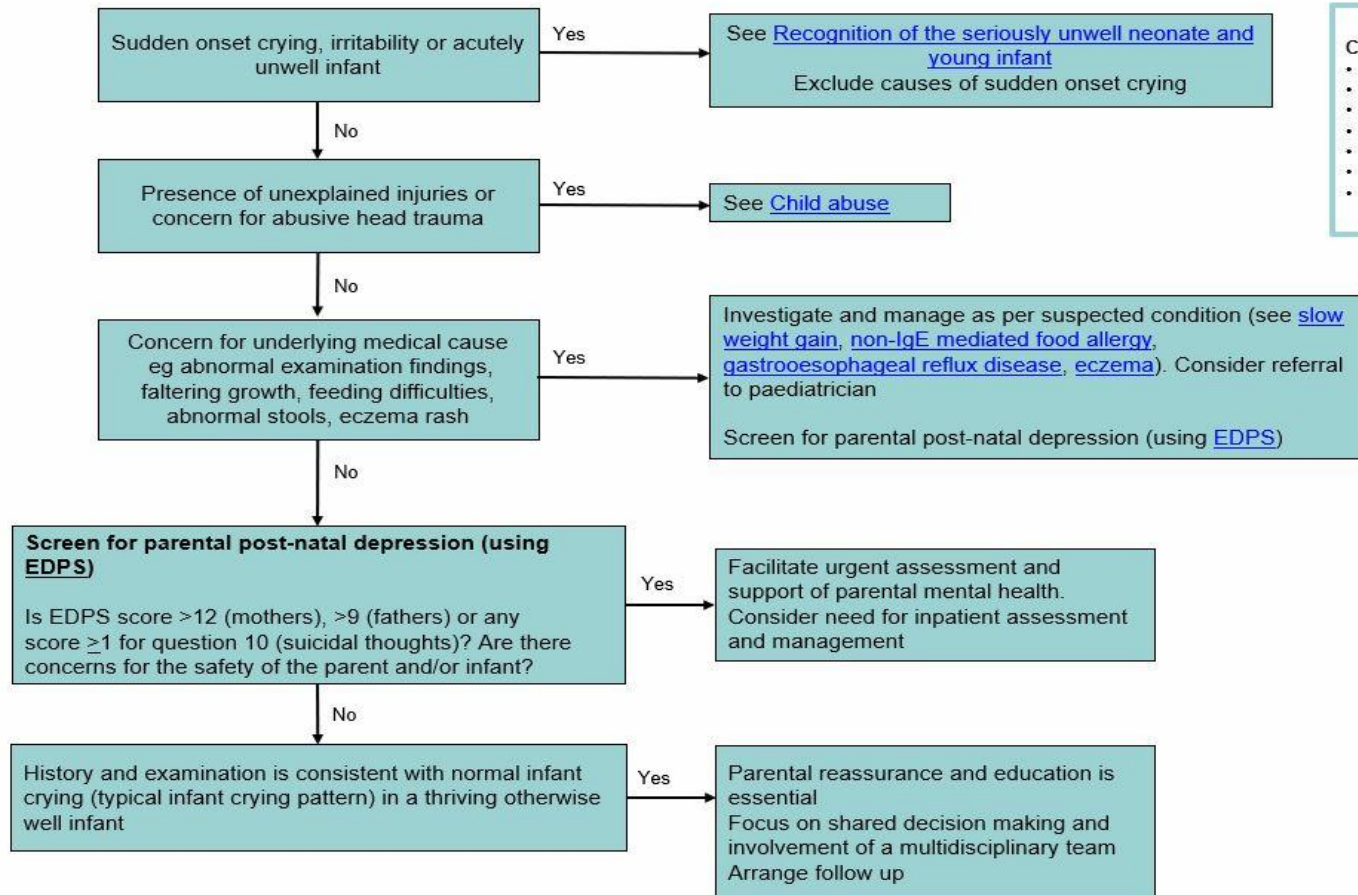 Sudden onset crying, irritability or acutely
unwell infant
Yes
See Recognition of the seriously unwell neonate and
young infant
Exclude causes of sudden onset crying
C
•
•
•
•
•
•
No
Presence of unexplained injuries or
concern for abusive head trauma
Yes
See Child abuse
No
Concern for underlying medical cause
eg abnormal examination findings,
faltering growth, feeding difficulties,
abnormal stools, eczema rash
Yes
Investigate and manage as per suspected condition (see slow
weight gain, non-IgE mediated food allergy,
gastrooesophageal reflux disease, eczema). Consider referral
to paediatrician
Screen for parental post-natal depression (using EDPS)
No
Screen for parental post-natal depression (using
EDPS)
Is EDPS score >12 (mothers), >9 (fathers) or any
score >1 for question 10 (suicidal thoughts)? Are there
concerns for the safety of the parent and/or infant?
Yes
Facilitate urgent assessment and
support of parental mental health.
Consider need for inpatient assessment
and management
No
History and examination is consistent with normal infant
crying (typical infant crying pattern) in a thriving otherwise
well infant
Yes
Parental reassurance and education is
essential
Focus on shared decision making and
involvement of a multidisciplinary team
Arrange follow up